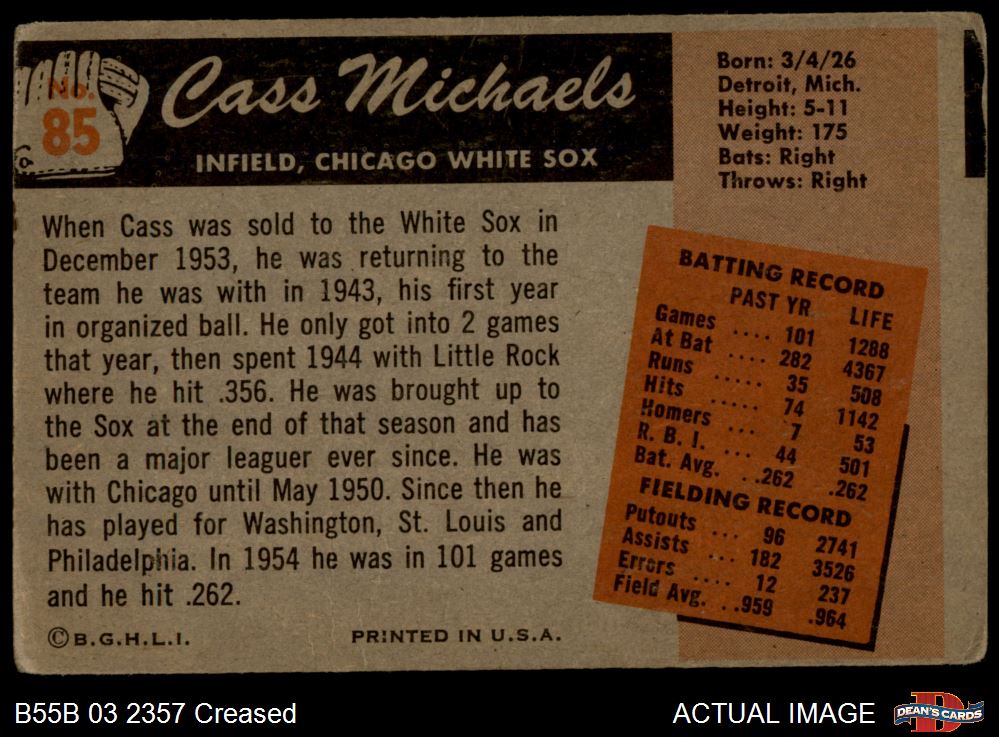 No.
85
Cass Michaels
INFIELD, CHICAGO WHITE SOX
Born: 3/4/26
Detroit, Mich.
Height: 5-11
Weight: 175
Bats: Right
Throws: Right
When Cass was sold to the White Sox in
December 1953, he was returning to the
team he was with in 1943, his first year
in organized ball. He only got into 2 games
that year, then spent 1944 with Little Rock
where he hit .356. He was brought up to
the Sox at the end of that season and has
been a major leaguer ever since. He was
with Chicago until May 1950. Since then he
has played for Washington, St. Louis and
Philadelphia. In 1954 he was in 101 games
and he hit .262.
©B.G.H.L.I.
PRINTED IN U.S.A.
BATTING RECORD
PAST YR. LIFE
Games .... 101 1288
At Bat .... 282 4367
Runs ..... 35 508
Hits ..... 74 1142
Homers ... 7 53
R. B. I. ... 44 501
Bat. Avg. ..262 .262
FIELDING RECORD
Putouts .. 96 2741
Assists ... 182 3526
Errors .... 12 237
Field Avg. ..959 .964
B55B 03 2357 Creased
ACTUAL IMAGE
DEAN'S CARDS